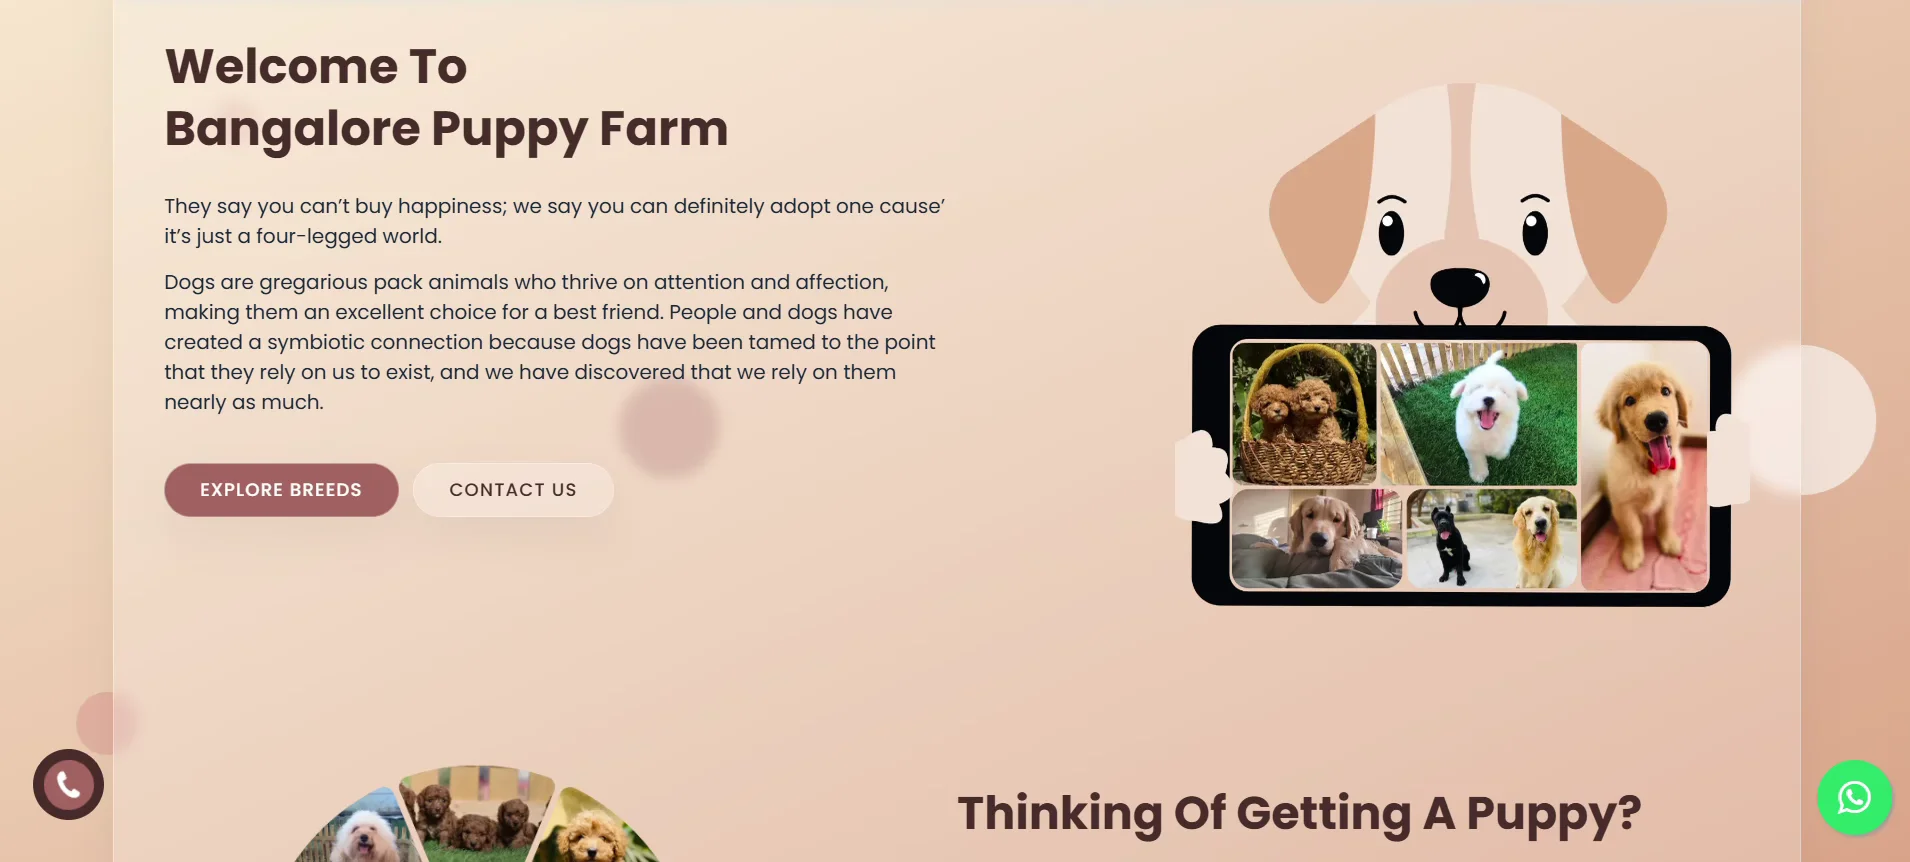 Welcome To
Bangalore Puppy Farm
They say you can’t buy happiness; we say you can definitely adopt one cause’
it’s just a four-legged world.
Dogs are gregarious pack animals who thrive on attention and affection,
making them an excellent choice for a best friend. People and dogs have
created a symbiotic connection because dogs have been tamed to the point
that they rely on us to exist, and we have discovered that we rely on them
nearly as much.
EXPLORE BREEDS
CONTACT US
Thinking Of Getting A Puppy?